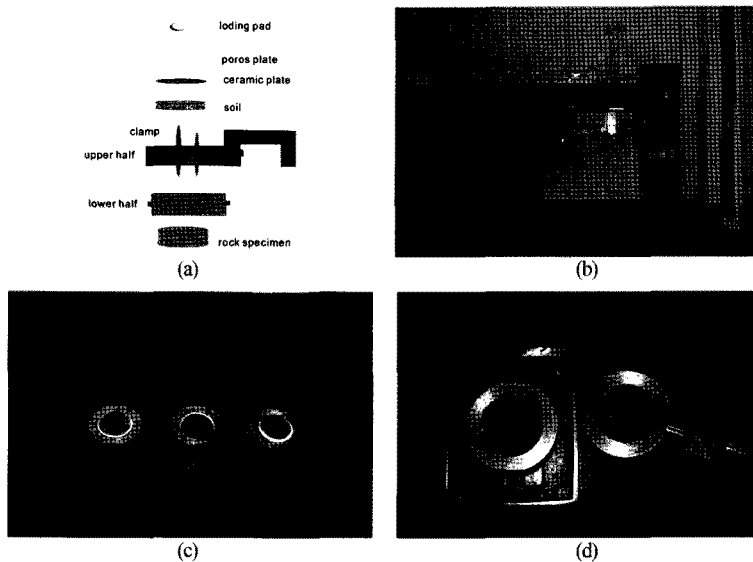 loding pad
poros plate
ceramic plate
soil
clamp
upper half
lower half
rock specimen
(a)
(b)
(c)
(d)